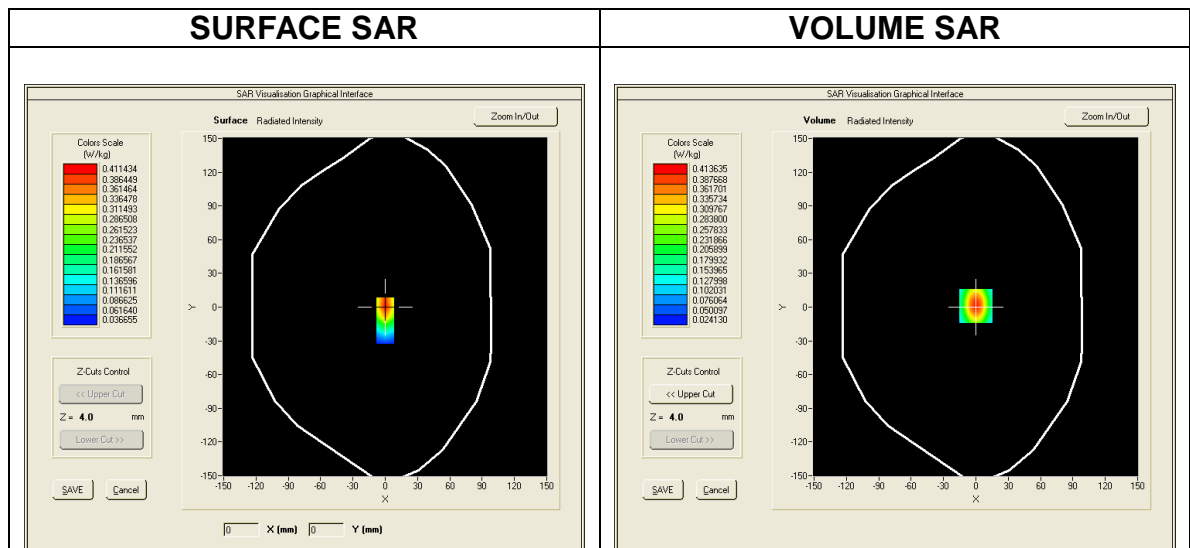 SURFACE SAR
VOLUME SAR
SAR Visualisation Graphical Interface
Surface Radiated Intensity
Zoom In/Out
Colors Scale
(W/kg)
0.411434
0.386449
0.361464
0.336478
0.311493
0.286508
0.261523
0.236537
0.211552
0.186567
0.161581
0.136596
0.111611
0.086625
0.061640
0.036655
150
120
90
60
30
0
-30
-60
-90
-120
-150
Y
-150 -120 -90 -60 -30 0 30 60 90 120 150
X
Z-Cuts Control
<< Upper Cut
Z = 4.0 mm
Lower Cut >>
SAVE Cancel
0 X (mm) 0 Y (mm)
SAR Visualisation Graphical Interface
Volume Radiated Intensity
Zoom In/Out
Colors Scale
(W/kg)
0.413635
0.387668
0.361701
0.335734
0.309767
0.283800
0.257833
0.231866
0.205899
0.179932
0.153965
0.127998
0.102031
0.076064
0.050097
0.024130
150
120
90
60
30
0
-30
-60
-90
-120
-150
Y
-150 -120 -90 -60 -30 0 30 60 90 120 150
X
Z-Cuts Control
<< Upper Cut
Z = 4.0 mm
Lower Cut >>
SAVE Cancel